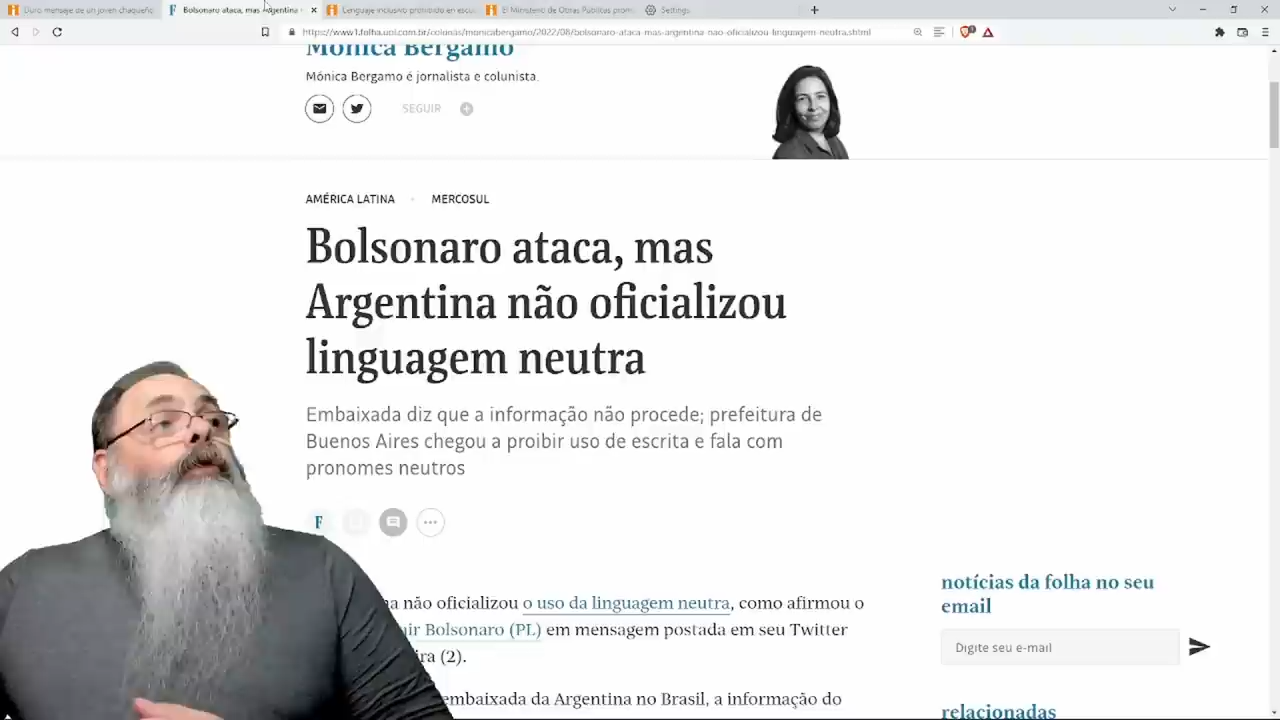 Duro mensaje de un joven chaqueño
Bolsonaro ataca, mas Argentina
Lenguaje inclusivo prohibido en escu
El Ministerio de Obras Públicas prom
Settings
https://www1.folha.uol.com.br/colunas/monicabergamo/2022/08/bolsonaro-ataca-mas-argentina-nao-oficializou-linguagem-neutra.shtml
Mônica Bergamo
Mônica Bergamo é jornalista e colunista.
SEGUIR
AMÉRICA LATINA
MERCOSUL
Bolsonaro ataca, mas
Argentina não oficializou
linguagem neutra
Embaixada diz que a informação não procede; prefeitura de
Buenos Aires chegou a proibir uso de escrita e fala com
pronomes neutros
F
na não oficializou o uso da linguagem neutra, como afirmou o
ir Bolsonaro (PL) em mensagem postada em seu Twitter
ira (2).
embaixada da Argentina no Brasil, a informação do
notícias da folha no seu
email
Digite seu e-mail
relacionadas